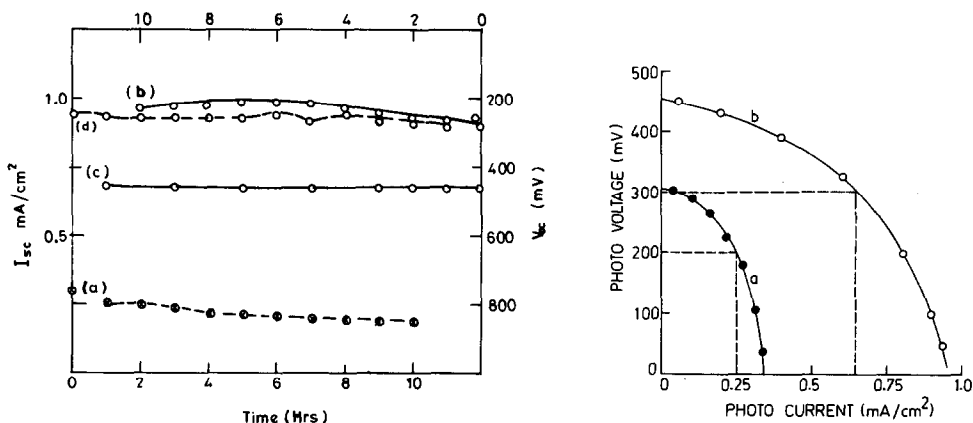 10 8 6 4 2 0
(b)
1.0
(d)
(c)
0.5
(a)
I_sc mA/cm²
200
400
600
800
(mV)
0 2 4 6 8 10
Time (Hrs)
500
400
300
200
100
0
PHOTO VOLTAGE (mV)
b
a
0 0.25 0.5 0.75 1.0
PHOTO CURRENT (mA/cm²)